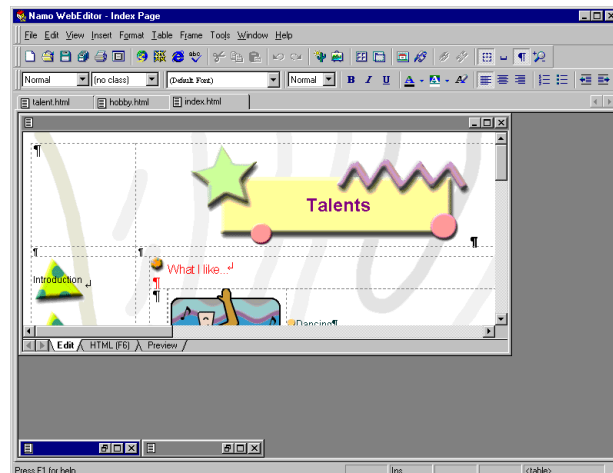 Namo WebEditor - Index Page
File Edit View Insert Format Table Frame Tools Window Help
Normal (no class) (Default Font) Normal B I U A A A
talent.html hobby.html index.html
¶
Talents
¶
¶ ¶
What I like..↵
Introduction ↵
¶
¶
Dancing¶
Edit HTML (F6) Preview
Press F1 for help Ins <table>